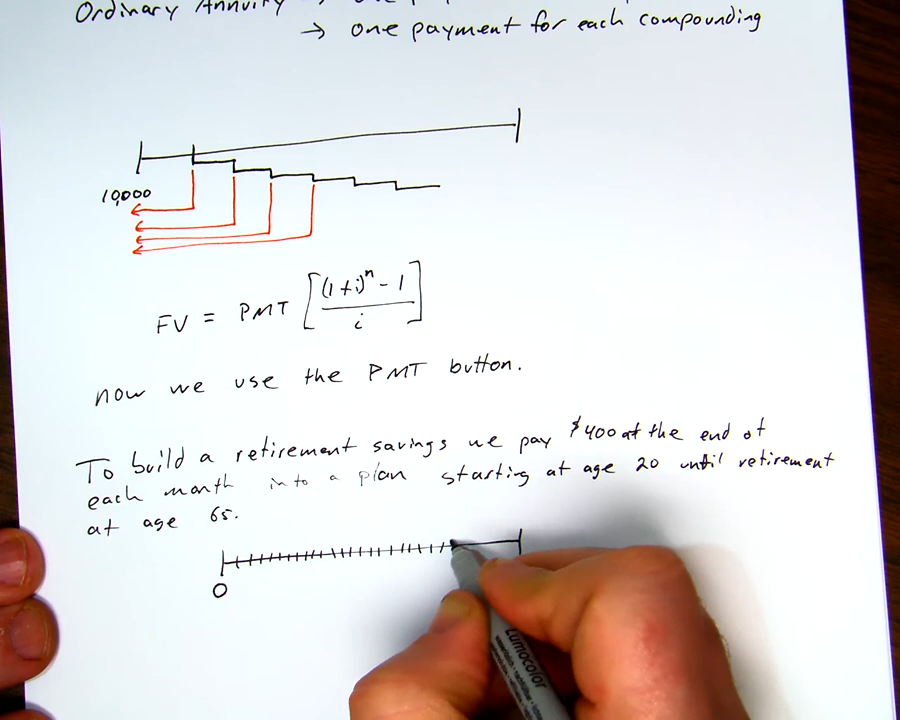 Ordinary Annuity →
→ one payment for each compounding
10,000
FV = PMT [ (1+i)^n - 1 / i ]
now we use the PMT button.
To build a retirement savings we pay $400 at the end of
each month into a plan starting at age 20 until retirement
at age 65.
0
Lumocolor